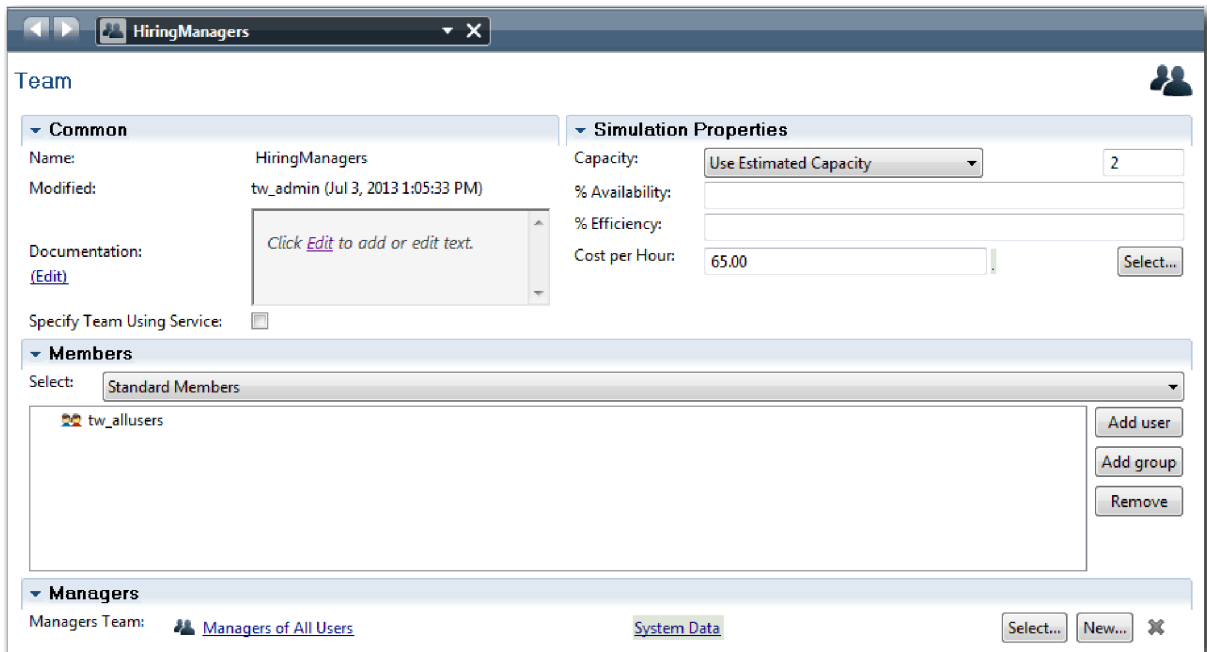 HiringManagers
Team
Common
Name: HiringManagers
Modified: tw_admin (Jul 3, 2013 1:05:33 PM)
Documentation:
(Edit)
Click Edit to add or edit text.
Specify Team Using Service:
Simulation Properties
Capacity: Use Estimated Capacity 2
% Availability:
% Efficiency:
Cost per Hour: 65.00 . Select...
Members
Select: Standard Members
tw_allusers
Add user
Add group
Remove
Managers
Managers Team: Managers of All Users System Data Select... New...